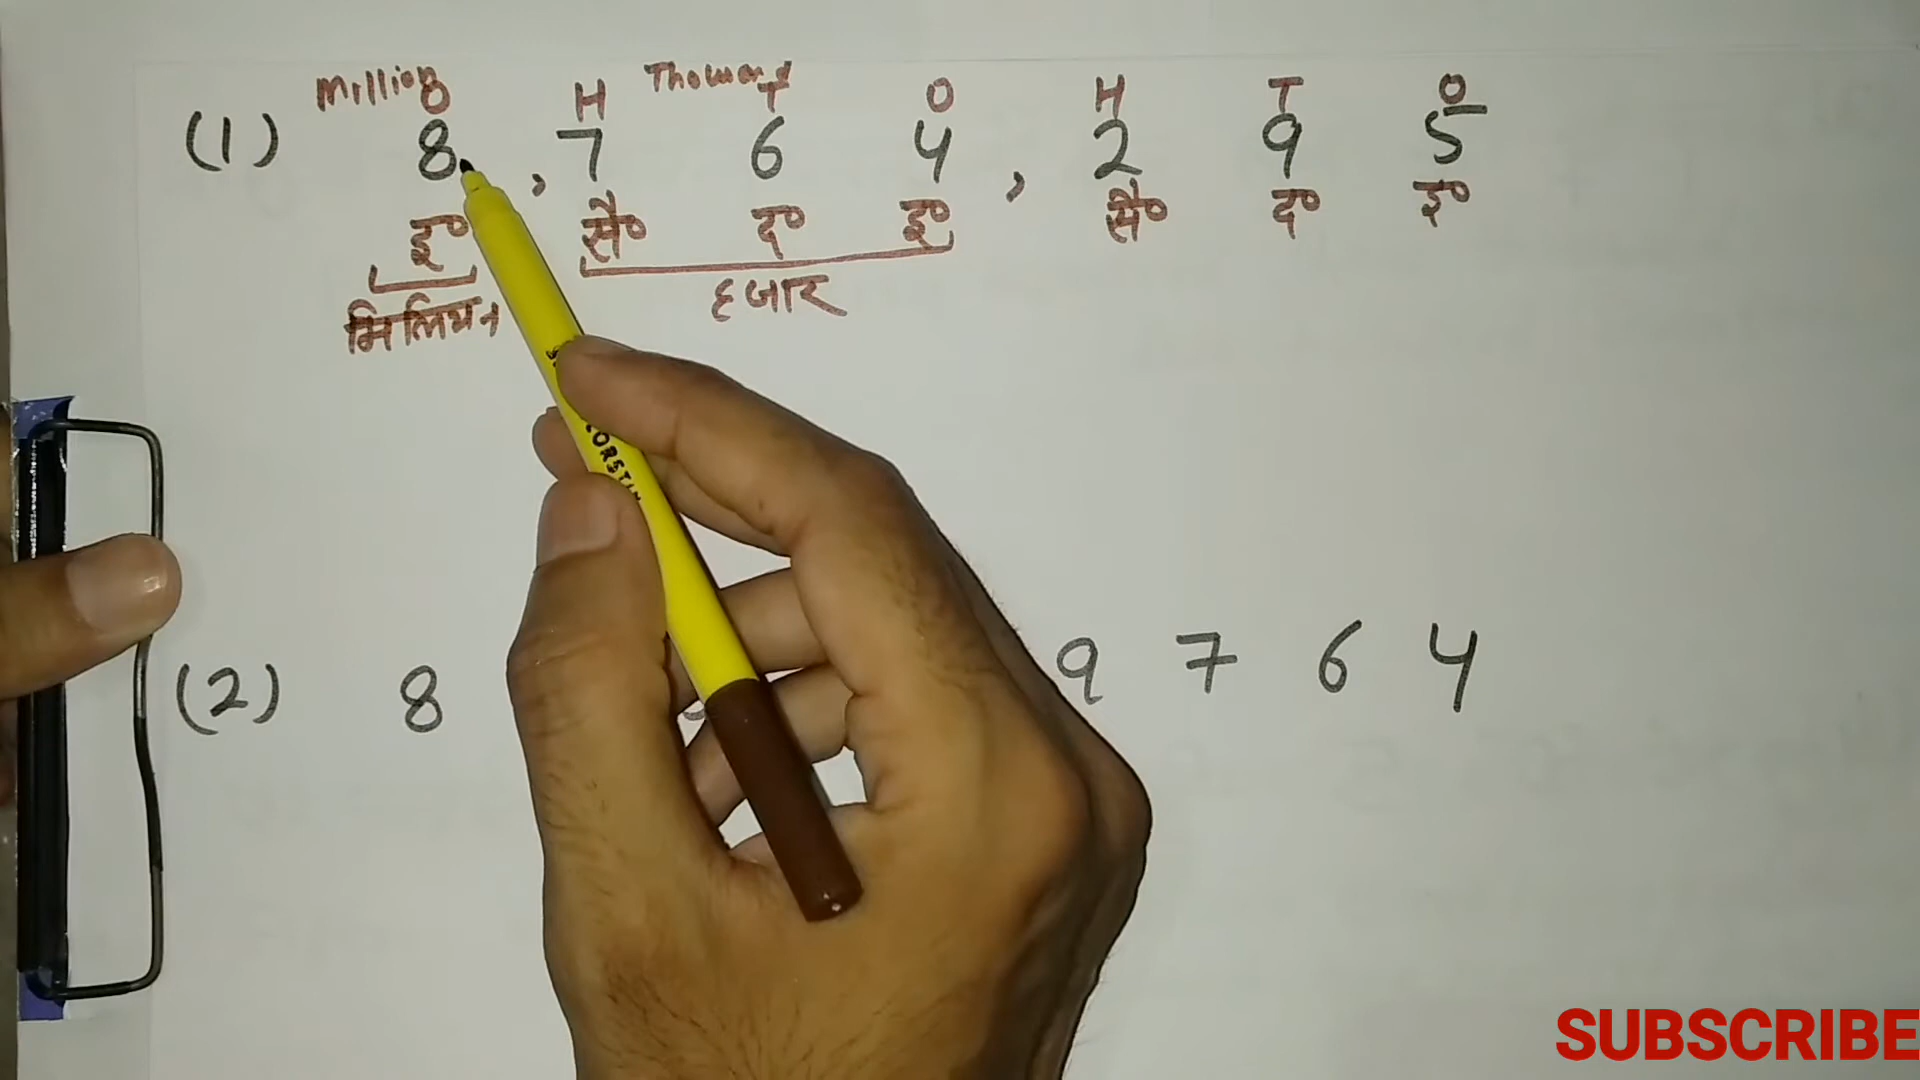 Million O H Thousand T O H T O
(1) 8 , 7 6 4 , 2 9 5
इ० सै० द० इ० सै० द० इ०
मिलियन हजार
(2) 8 9 7 6 4
SUBSCRIBE